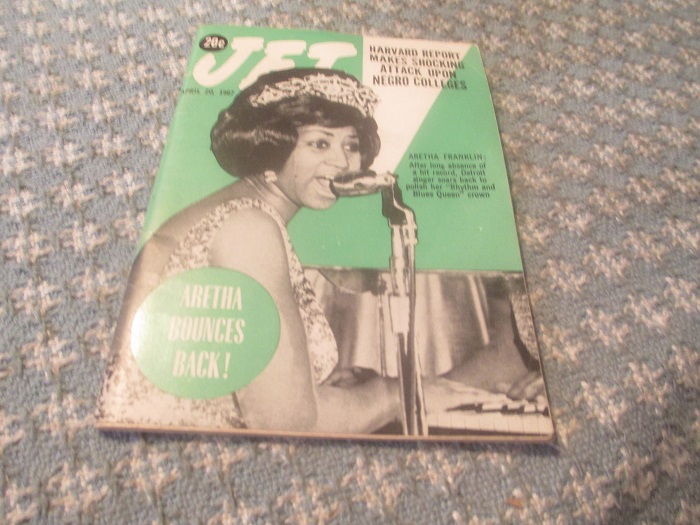 20¢
JET
APRIL 20, 1967
HARVARD REPORT
MAKES SHOCKING
ATTACK UPON
NEGRO COLLEGES
ARETHA FRANKLIN:
After long absence of
a hit record, Detroit
singer soars back to
polish her "Rhythm and
Blues Queen" crown
ARETHA
BOUNCES
BACK!